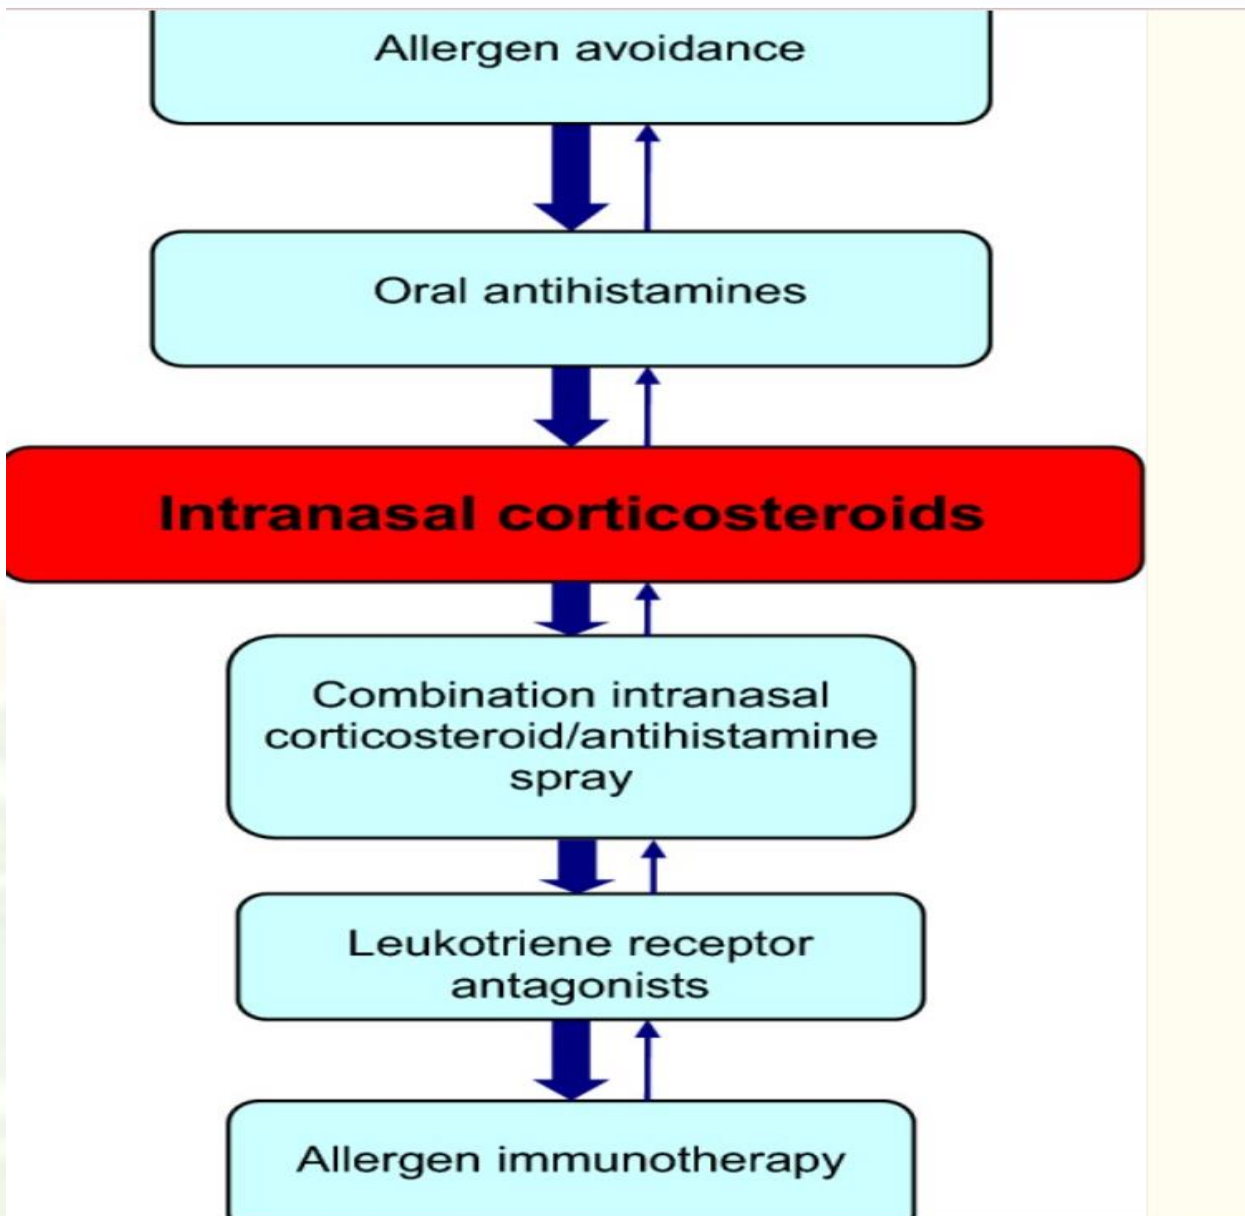 Allergen avoidance
Oral antihistamines
Intranasal corticosteroids
Combination intranasal
corticosteroid/antihistamine
spray
Leukotriene receptor
antagonists
Allergen immunotherapy